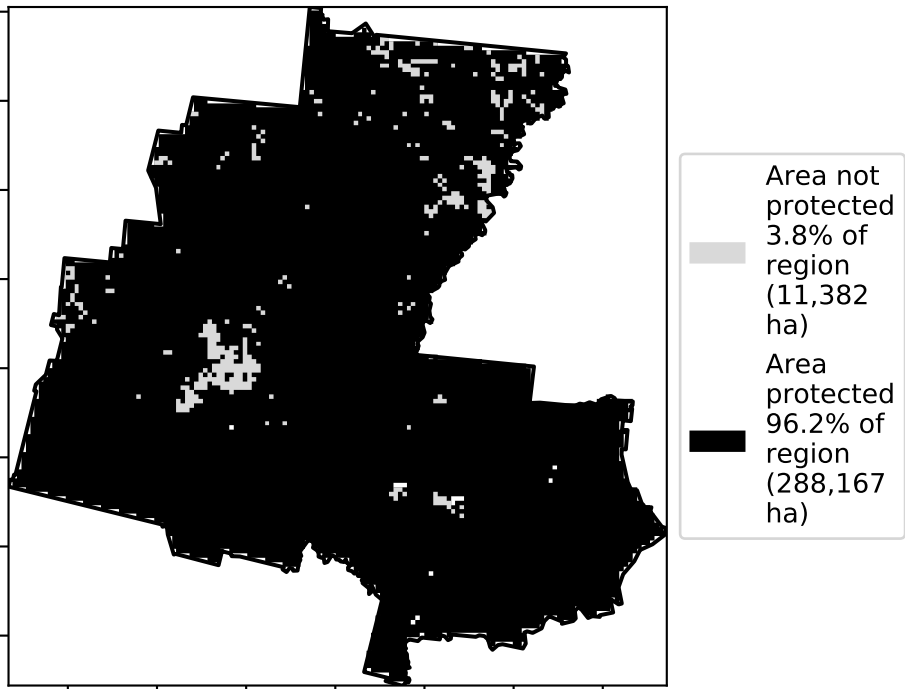 Area not
protected
3.8% of
region
(11,382
ha)
Area
protected
96.2% of
region
(288,167
ha)